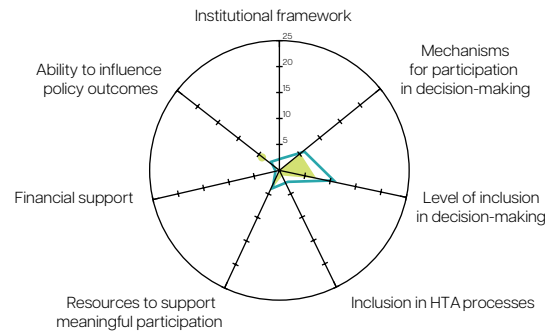 Institutional framework
25
20
15
10
5
Mechanisms
for participation
in decision-making
Ability to influence
policy outcomes
Financial support
Level of inclusion
in decision-making
Resources to support
meaningful participation
Inclusion in HTA processes